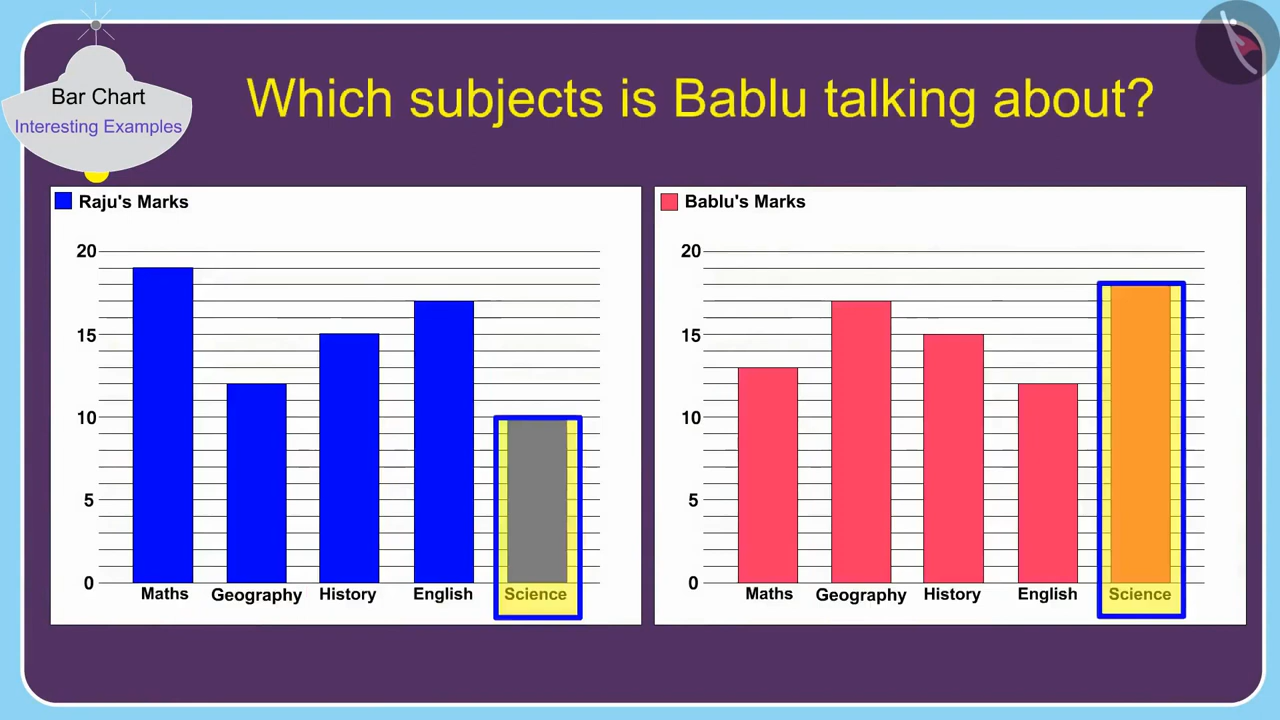 Bar Chart
Interesting Examples
Which subjects is Bablu talking about?
Raju's Marks
20
15
10
5
0
Maths Geography History English Science
Bablu's Marks
20
15
10
5
0
Maths Geography History English Science